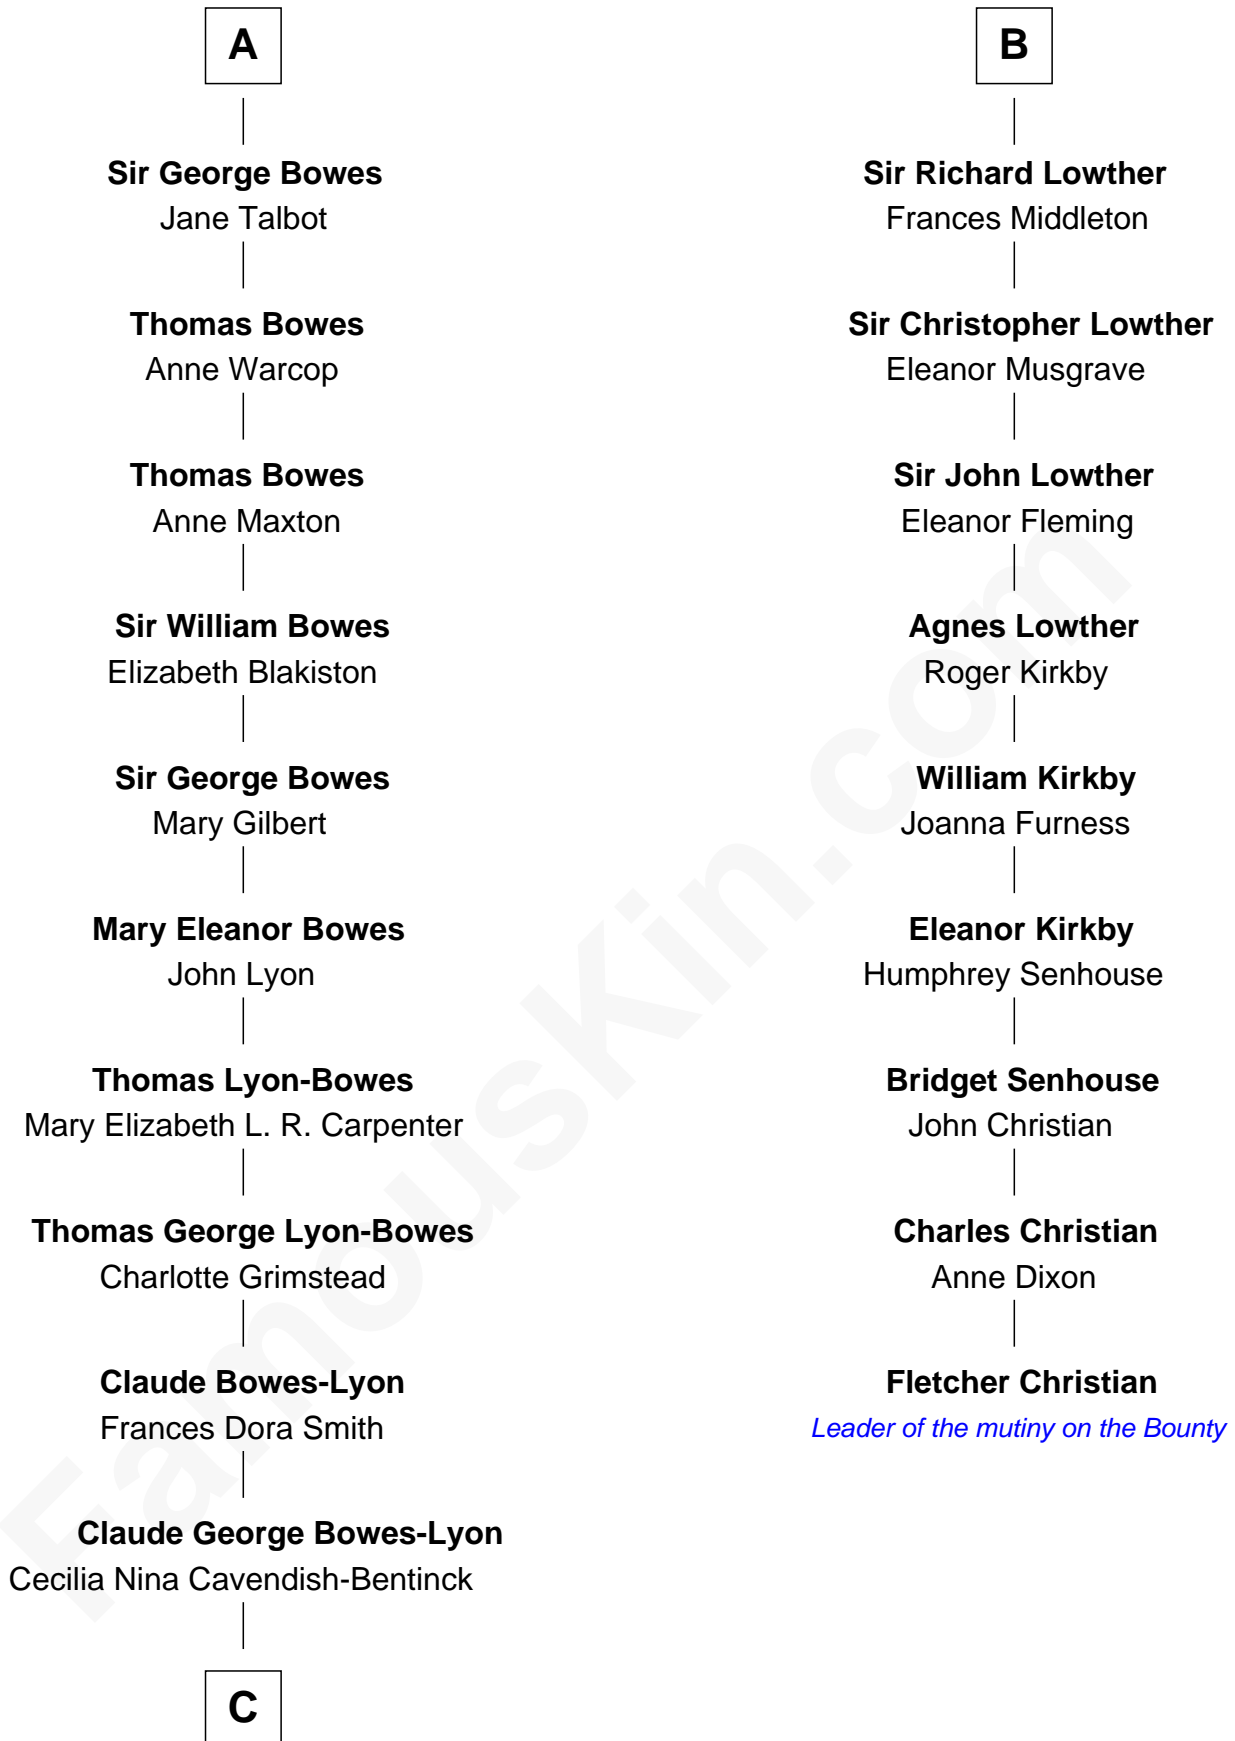 A
Sir George Bowes
Jane Talbot
Thomas Bowes
Anne Warcop
Thomas Bowes
Anne Maxton
Sir William Bowes
Elizabeth Blakiston
Sir George Bowes
Mary Gilbert
Mary Eleanor Bowes
John Lyon
Thomas Lyon-Bowes
Mary Elizabeth L. R. Carpenter
Thomas George Lyon-Bowes
Charlotte Grimstead
Claude Bowes-Lyon
Frances Dora Smith
Claude George Bowes-Lyon
Cecilia Nina Cavendish-Bentinck
C
B
Sir Richard Lowther
Frances Middleton
Sir Christopher Lowther
Eleanor Musgrave
Sir John Lowther
Eleanor Fleming
Agnes Lowther
Roger Kirkby
William Kirkby
Joanna Furness
Eleanor Kirkby
Humphrey Senhouse
Bridget Senhouse
John Christian
Charles Christian
Anne Dixon
Fletcher Christian
Leader of the mutiny on the Bounty
FamousKin.com